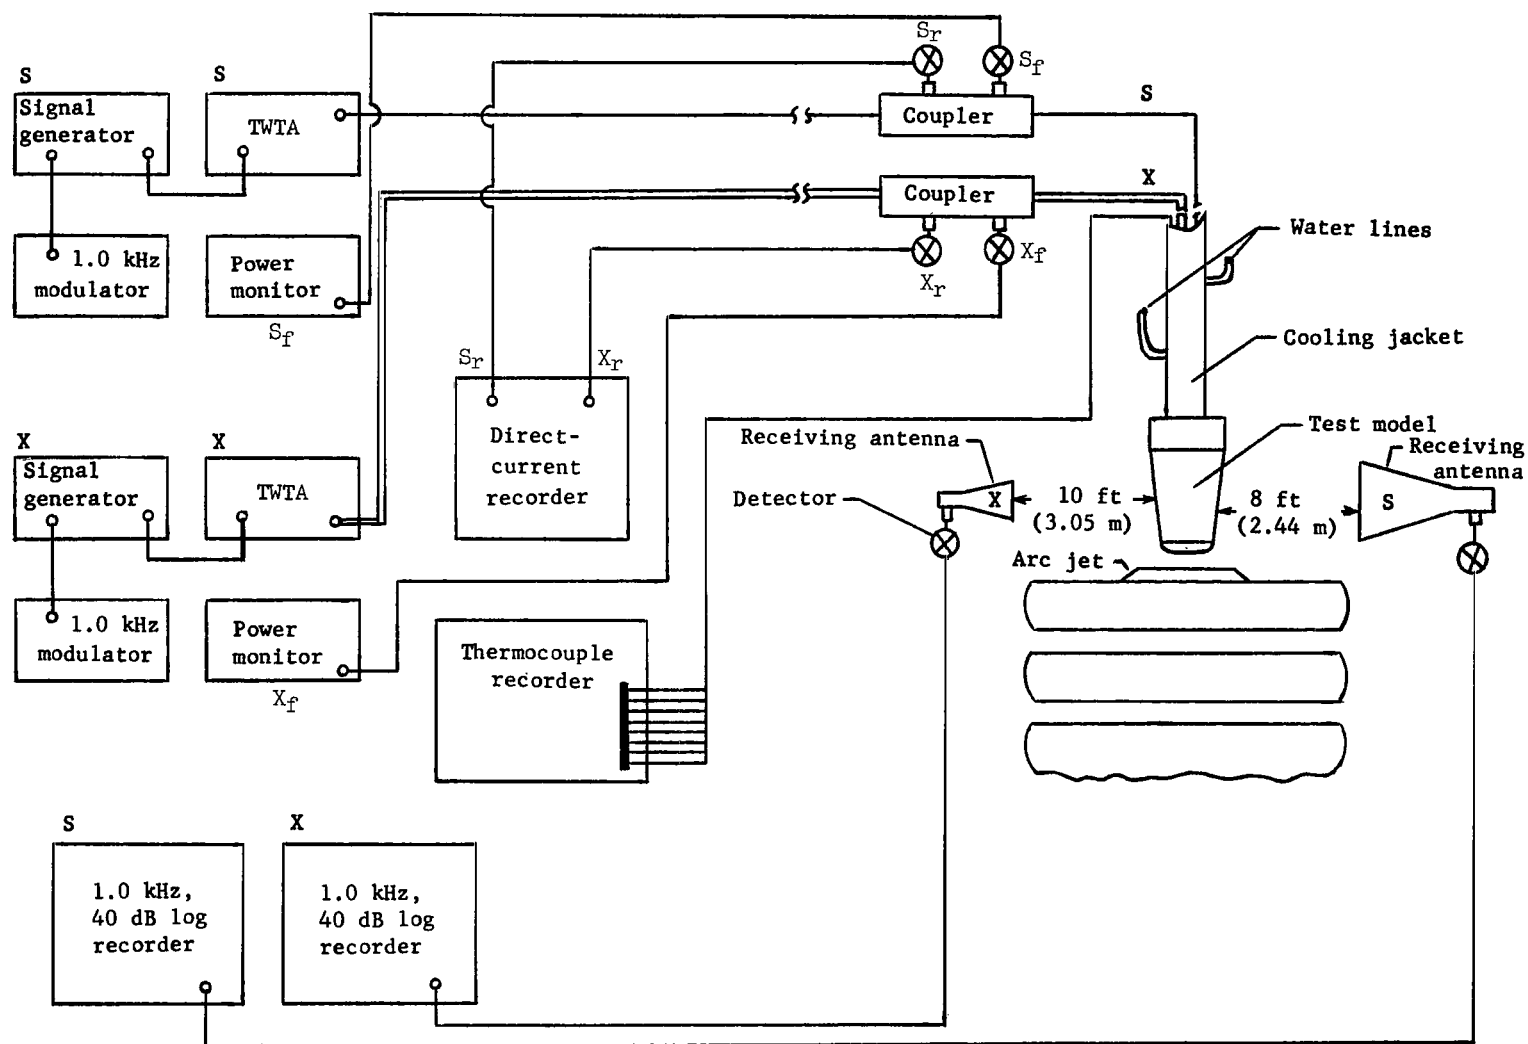 S
Signal
generator
S
TWTA
1.0 kHz
modulator
Power
monitor
Sf
Sr
Sf
Coupler
S
Coupler
X
Xr
Xf
Water lines
Cooling jacket
Test model
Sr
Xr
Direct-
current
recorder
X
Signal
generator
X
TWTA
1.0 kHz
modulator
Power
monitor
Xf
Receiving antenna
Detector
X
10 ft
(3.05 m)
8 ft
(2.44 m)
Receiving
antenna
S
Arc jet
Thermocouple
recorder
S
1.0 kHz,
40 dB log
recorder
X
1.0 kHz,
40 dB log
recorder